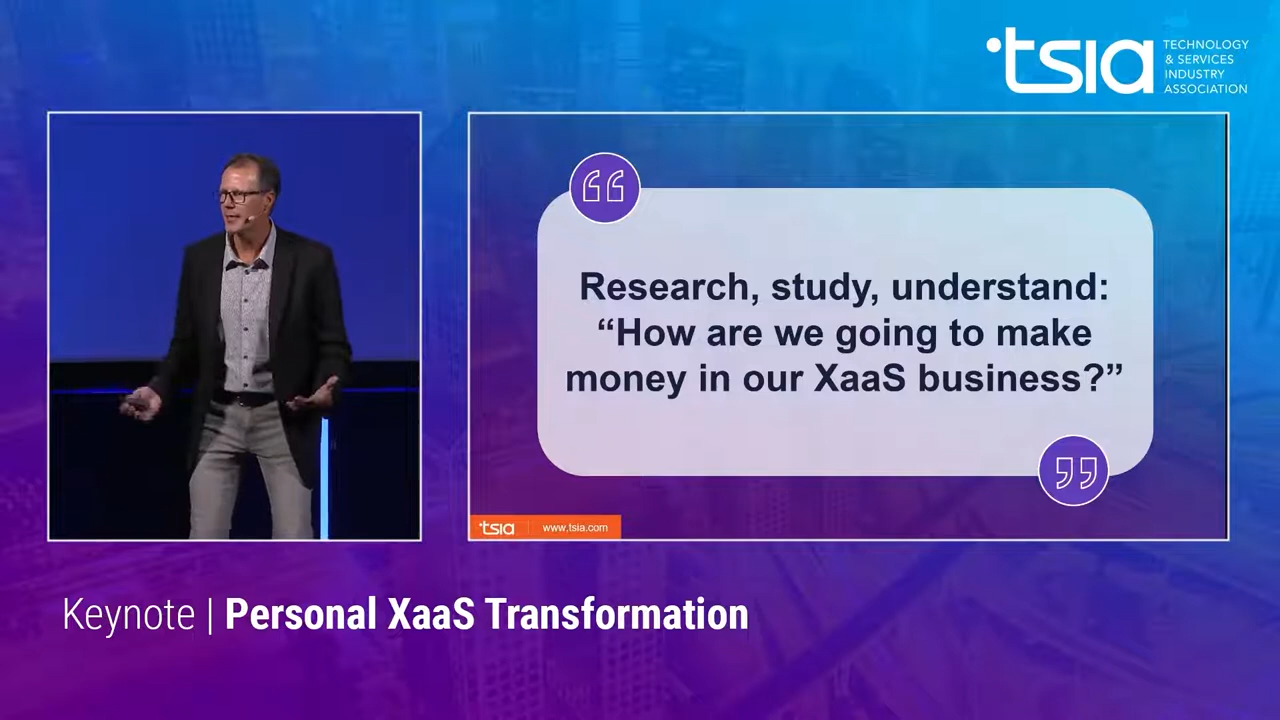 tsia
TECHNOLOGY
& SERVICES
INDUSTRY
ASSOCIATION
Research, study, understand:
“How are we going to make
money in our XaaS business?”
tsia | www.tsia.com
Keynote | Personal XaaS Transformation